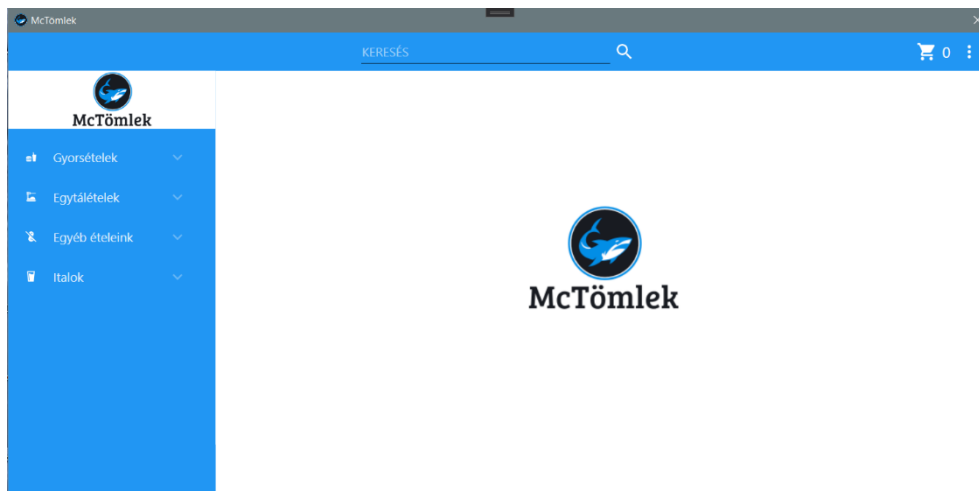 McTömlek
KERESÉS
0
McTömlek
Gyorsételek
Egytálételek
Egyéb ételeink
Italok
McTömlek